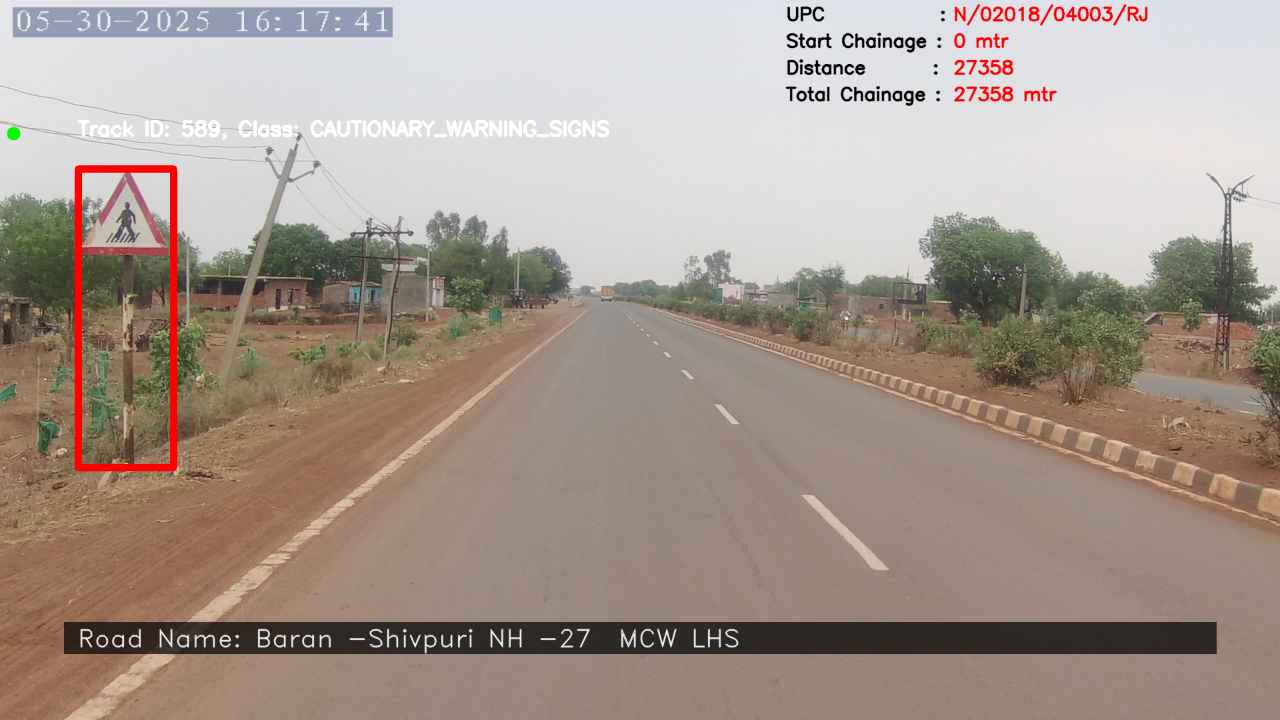 05-30-2025 16:17:41
UPC : N/02018/04003/RJ
Start Chainage : 0 mtr
Distance : 27358
Total Chainage : 27358 mtr
Track ID: 589, Class: CAUTIONARY_WARNING_SIGNS
Road Name: Baran -Shivpuri NH -27 MCW LHS